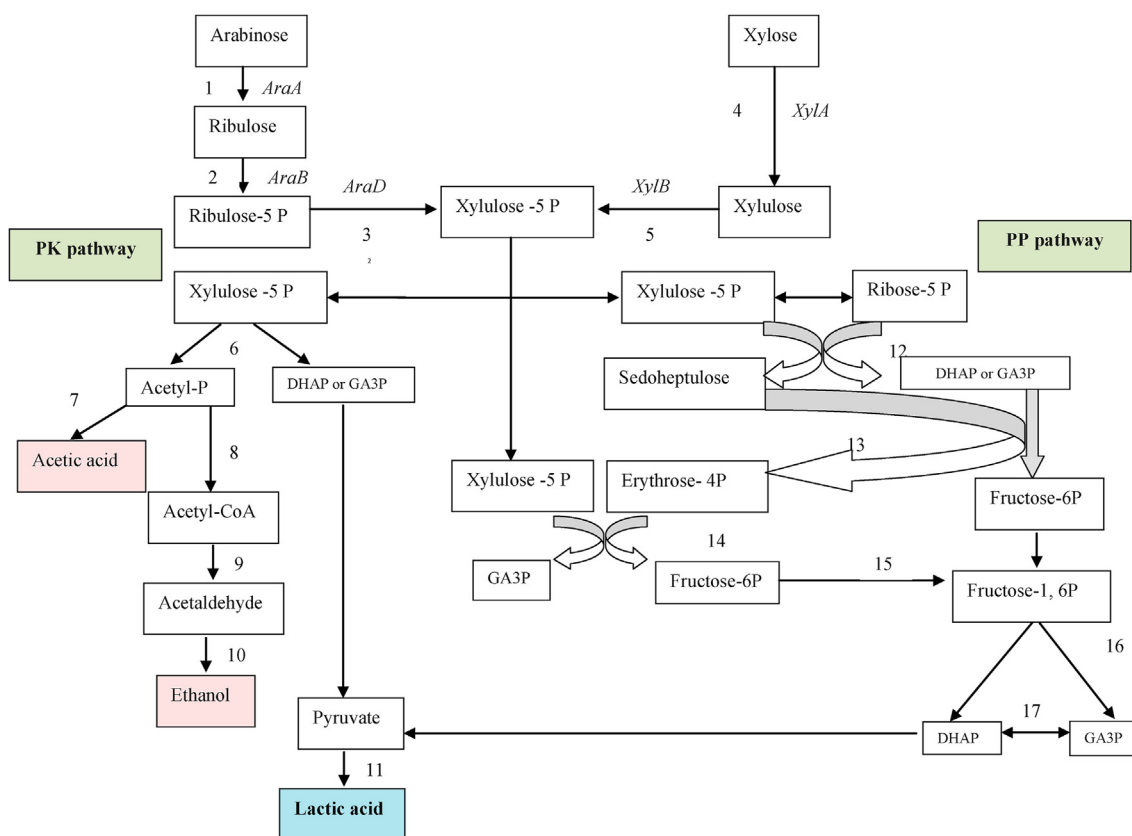 Arabinose
Xylose
1
AraA
4
XylA
Ribulose
2
AraB
AraD
XylB
Ribulose-5 P
Xylulose -5 P
Xylulose
3
5
2
PK pathway
PP pathway
Xylulose -5 P
Xylulose -5 P
Ribose-5 P
6
12
Acetyl-P
DHAP or GA3P
Sedoheptulose
DHAP or GA3P
7
8
13
Acetic acid
Xylulose -5 P
Erythrose- 4P
Fructose-6P
Acetyl-CoA
14
9
GA3P
Fructose-6P
15
Fructose-1, 6P
Acetaldehyde
10
16
Ethanol
Pyruvate
17
DHAP
GA3P
11
Lactic acid